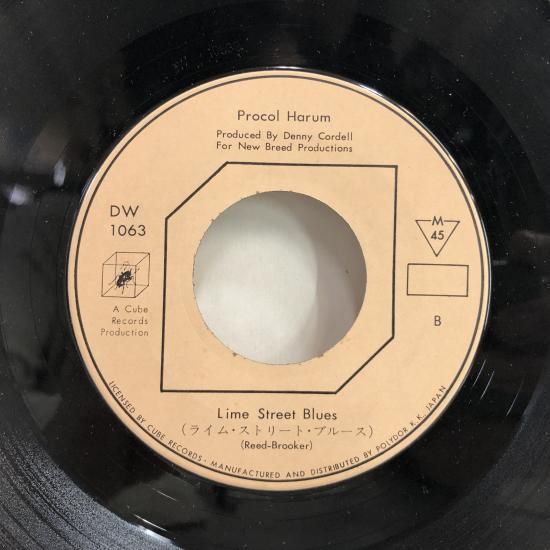 Procol Harum
Produced By Denny Cordell
For New Breed Productions
DW
1063
M
45
A Cube
Records
Production
B
Lime Street Blues
(ライム・ストリート・ブルース)
(Reed-Brooker)
LICENSED BY CUBE RECORDS - MANUFACTURED AND DISTRIBUTED BY POLYDOR K.K. JAPAN